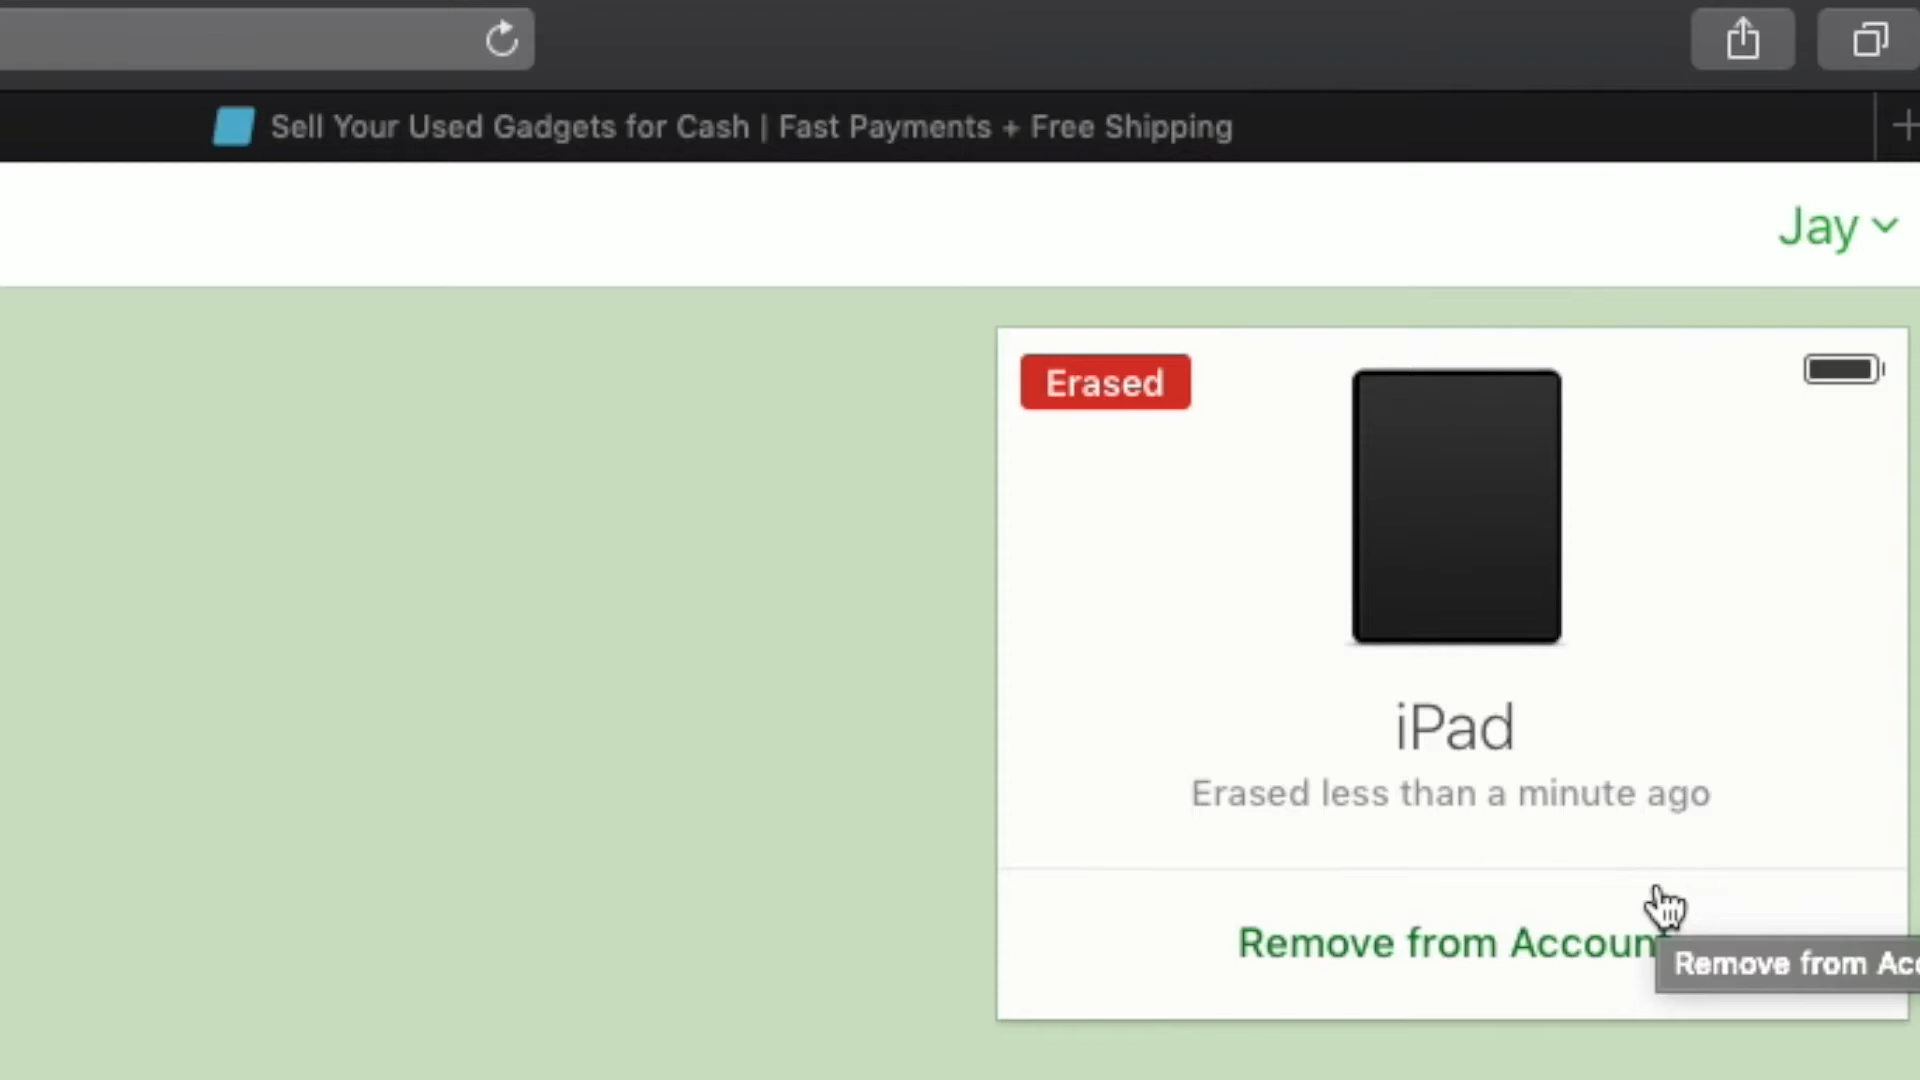 Sell Your Used Gadgets for Cash | Fast Payments + Free Shipping
Jay
Erased
iPad
Erased less than a minute ago
Remove from Account
Remove from Acc